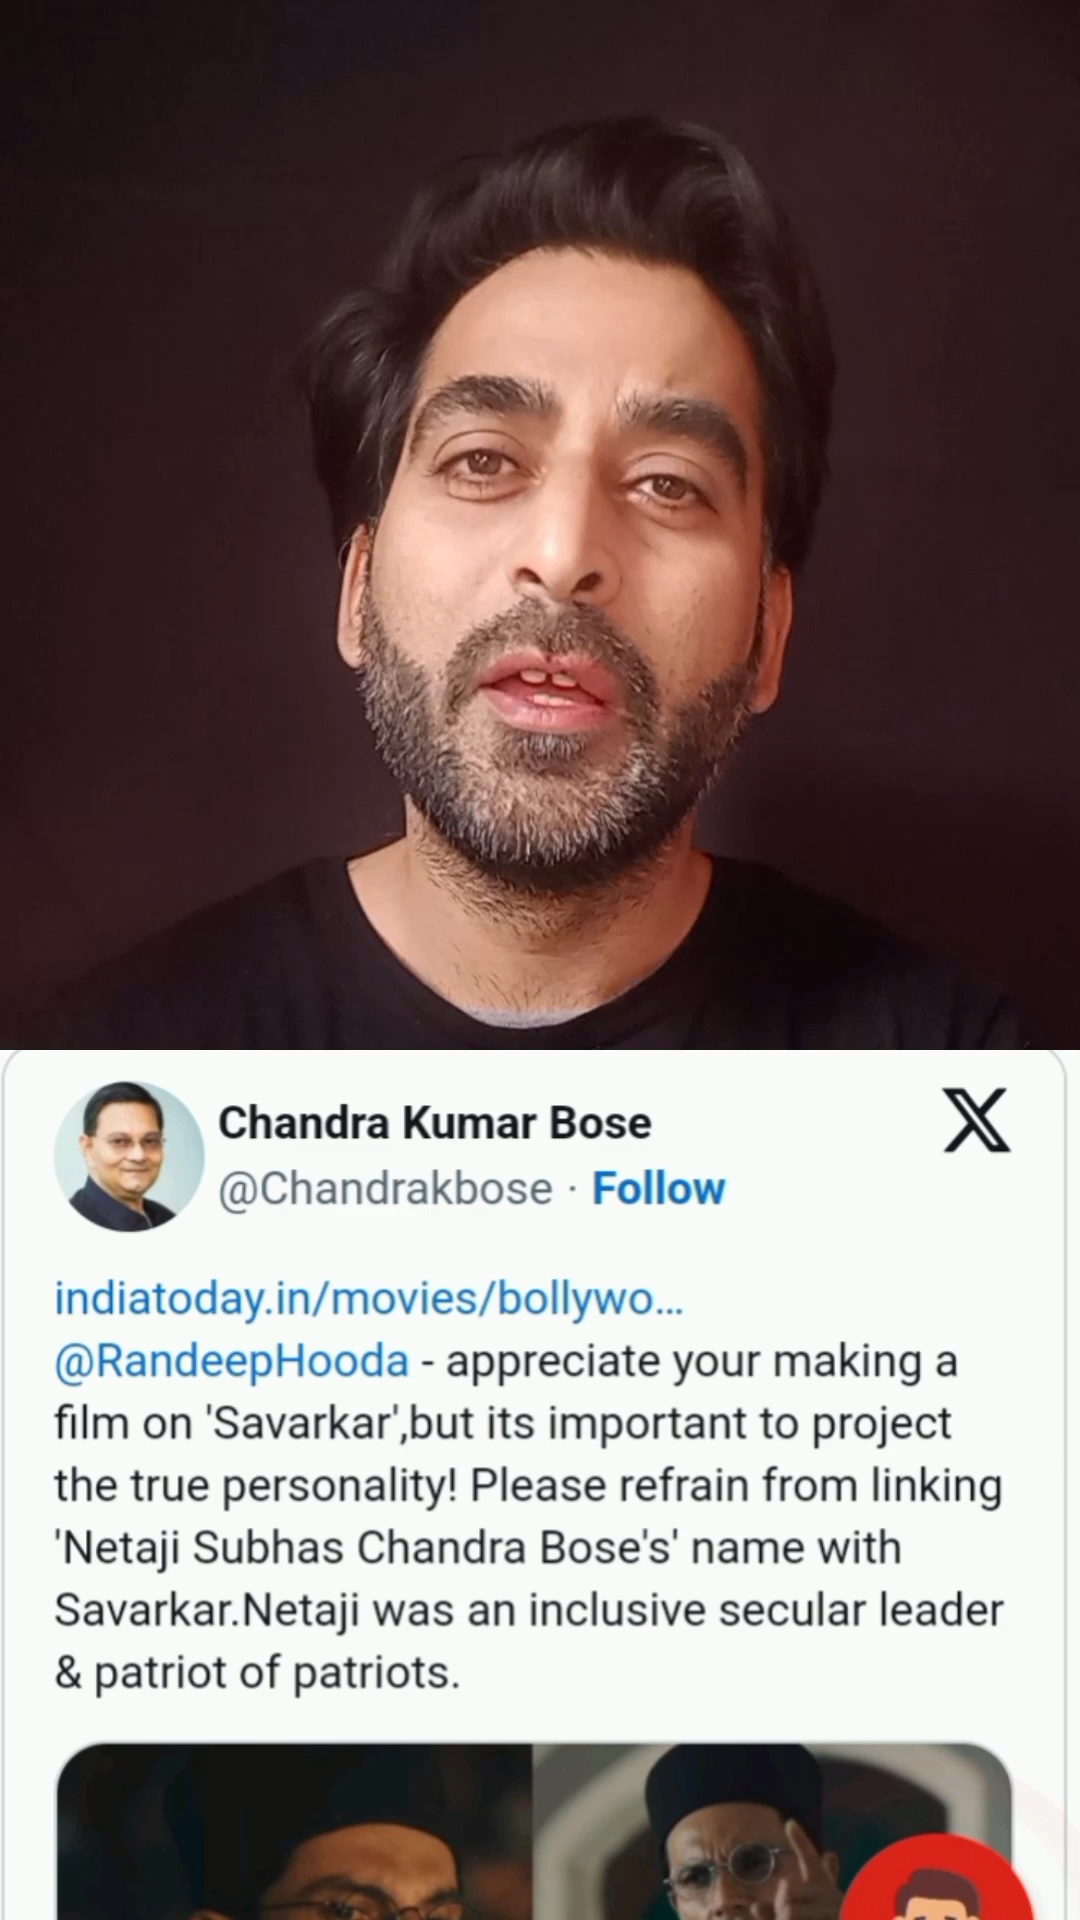 Chandra Kumar Bose
@Chandrakbose · Follow
indiatoday.in/movies/bollywo…
@RandeepHooda - appreciate your making a
film on 'Savarkar',but its important to project
the true personality! Please refrain from linking
'Netaji Subhas Chandra Bose's' name with
Savarkar.Netaji was an inclusive secular leader
& patriot of patriots.